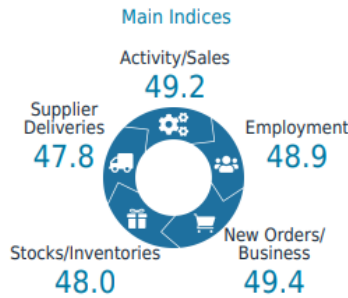 Main Indices
Activity/Sales
49.2
Supplier
Deliveries
47.8
Employment
48.9
Stocks/Inventories
48.0
New Orders/
Business
49.4